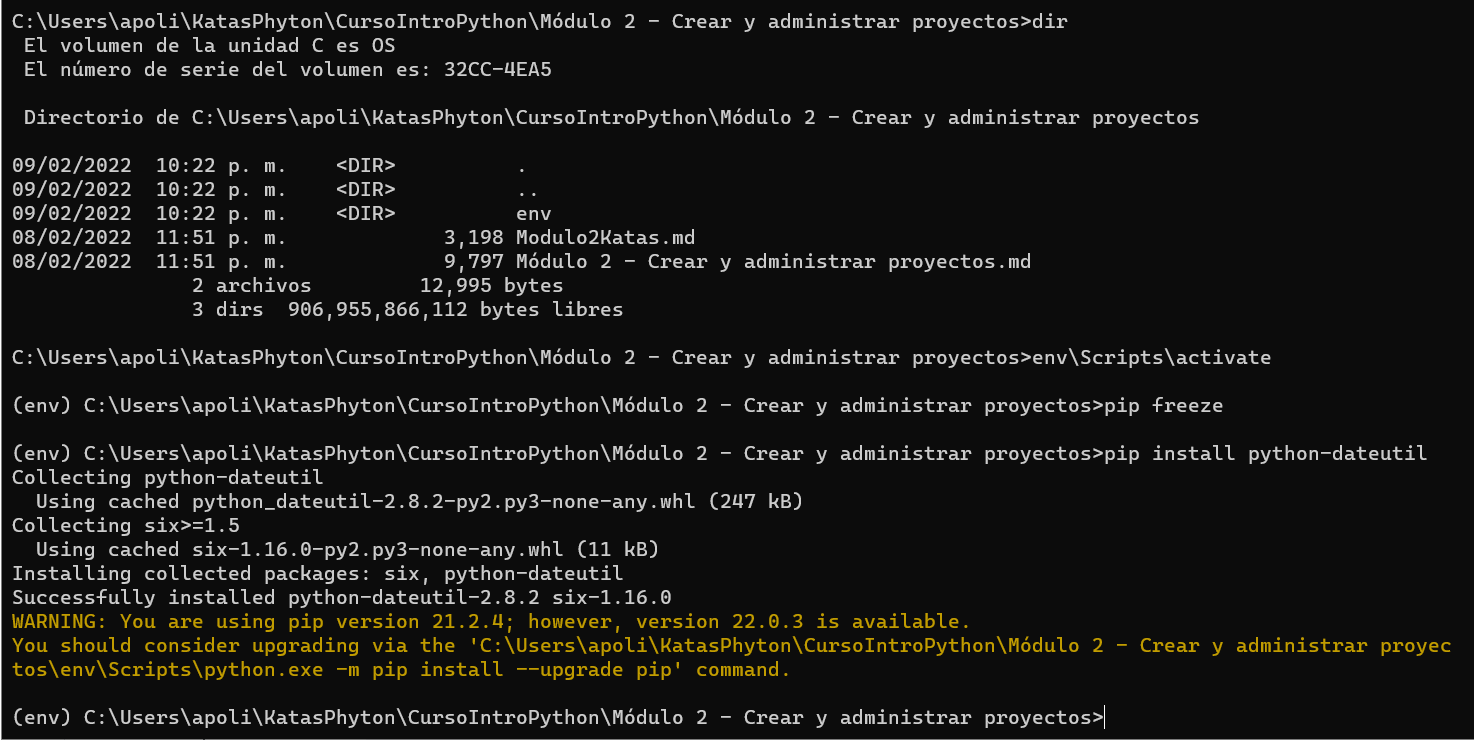 C:\Users\apoli\KatasPhyton\CursoIntroPython\Módulo 2 - Crear y administrar proyectos>dir
 El volumen de la unidad C es OS
 El número de serie del volumen es: 32CC-4EA5
 Directorio de C:\Users\apoli\KatasPhyton\CursoIntroPython\Módulo 2 - Crear y administrar proyectos
09/02/2022  10:22 p. m.    <DIR>          .
09/02/2022  10:22 p. m.    <DIR>          ..
09/02/2022  10:22 p. m.    <DIR>          env
08/02/2022  11:51 p. m.             3,198 Modulo2Katas.md
08/02/2022  11:51 p. m.             9,797 Módulo 2 - Crear y administrar proyectos.md
               2 archivos         12,995 bytes
               3 dirs  906,955,866,112 bytes libres
C:\Users\apoli\KatasPhyton\CursoIntroPython\Módulo 2 - Crear y administrar proyectos>env\Scripts\activate
(env) C:\Users\apoli\KatasPhyton\CursoIntroPython\Módulo 2 - Crear y administrar proyectos>pip freeze
(env) C:\Users\apoli\KatasPhyton\CursoIntroPython\Módulo 2 - Crear y administrar proyectos>pip install python-dateutil
Collecting python-dateutil
  Using cached python_dateutil-2.8.2-py2.py3-none-any.whl (247 kB)
Collecting six>=1.5
  Using cached six-1.16.0-py2.py3-none-any.whl (11 kB)
Installing collected packages: six, python-dateutil
Successfully installed python-dateutil-2.8.2 six-1.16.0
WARNING: You are using pip version 21.2.4; however, version 22.0.3 is available.
You should consider upgrading via the 'C:\Users\apoli\KatasPhyton\CursoIntroPython\Módulo 2 - Crear y administrar proyec
tos\env\Scripts\python.exe -m pip install --upgrade pip' command.
(env) C:\Users\apoli\KatasPhyton\CursoIntroPython\Módulo 2 - Crear y administrar proyectos>